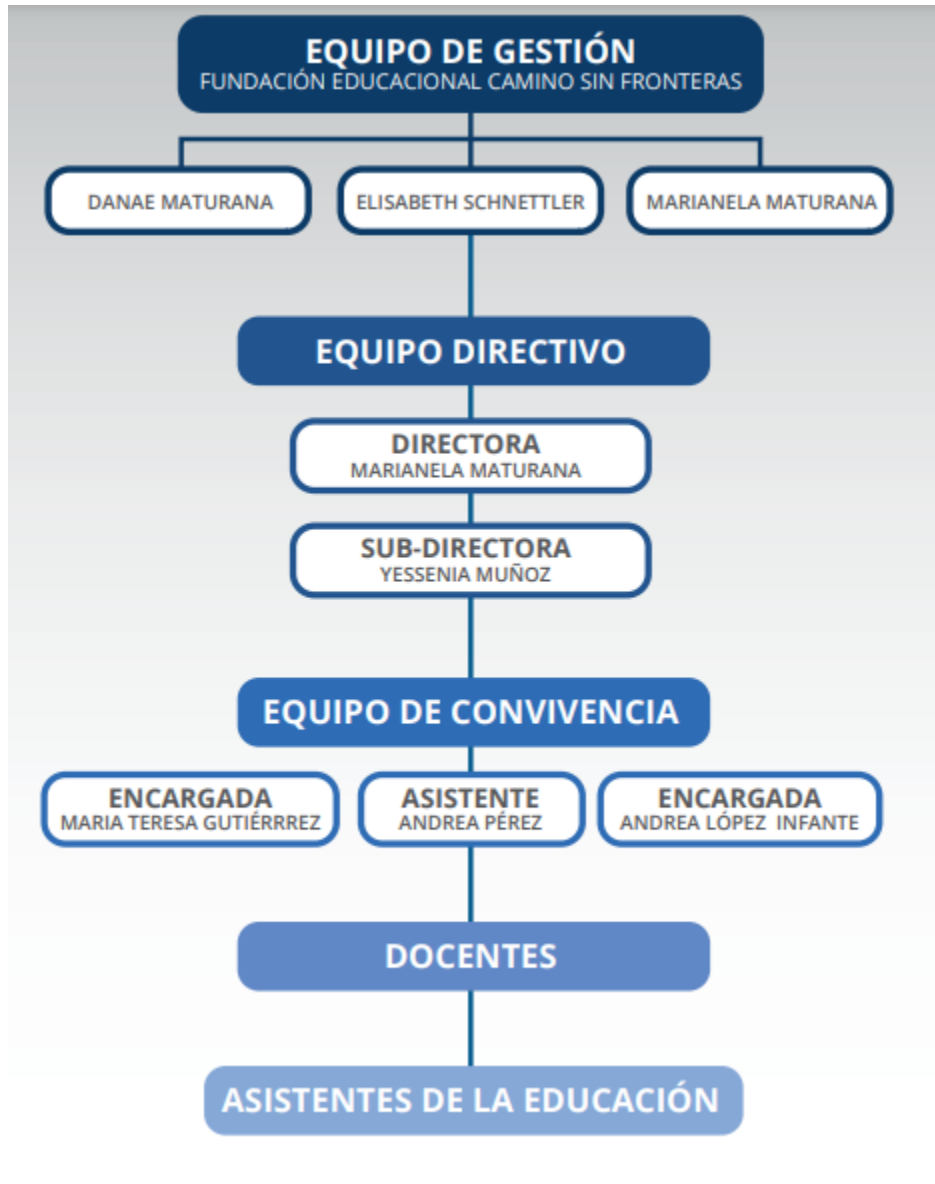 EQUIPO DE GESTIÓN
FUNDACIÓN EDUCACIONAL CAMINO SIN FRONTERAS
DANAE MATURANA
ELISABETH SCHNETTLER
MARIANELA MATURANA
EQUIPO DIRECTIVO
DIRECTORA
MARIANELA MATURANA
SUB-DIRECTORA
YESSENIA MUÑOZ
EQUIPO DE CONVIVENCIA
ENCARGADA
MARIA TERESA GUTIÉRRREZ
ASISTENTE
ANDREA PÉREZ
ENCARGADA
ANDREA LÓPEZ INFANTE
DOCENTES
ASISTENTES DE LA EDUCACIÓN